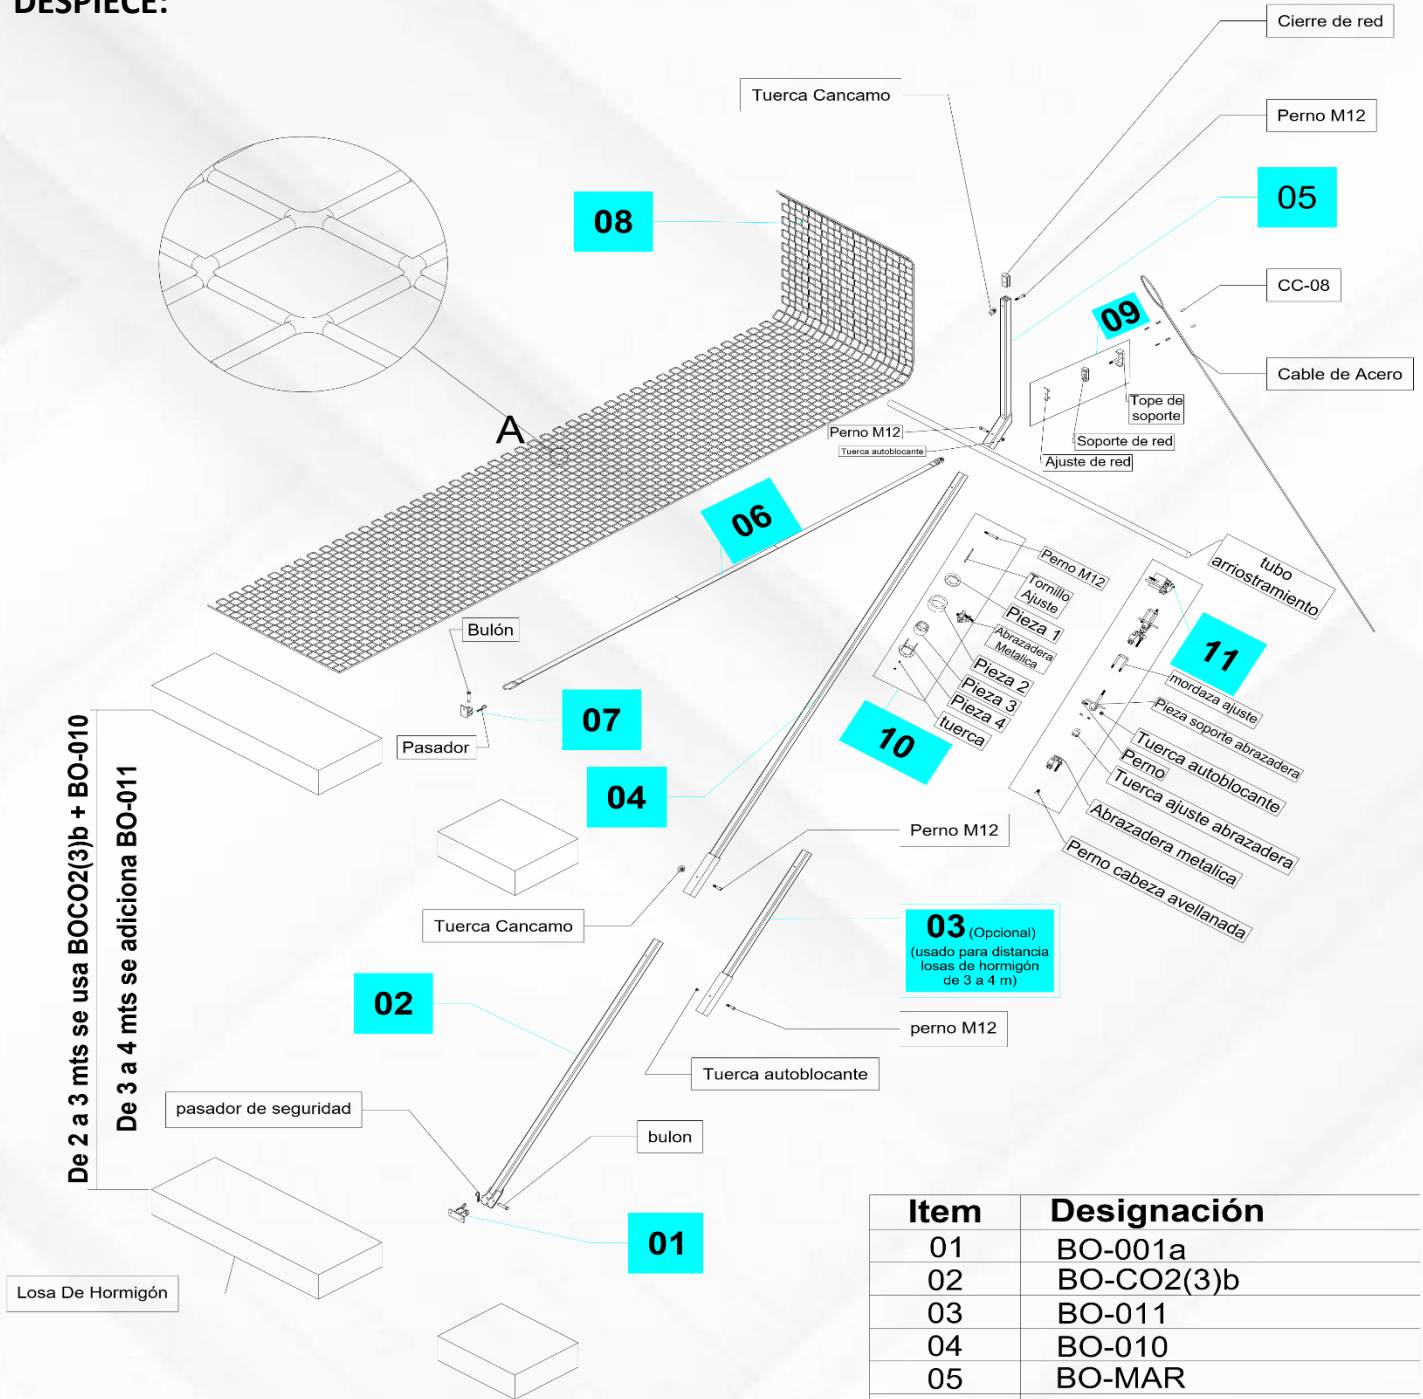 DESPIECE:
Cierre de red
Tuerca Cancamo
Perno M12
05
08
CC-08
09
Cable de Acero
Tope de
soporte
A
Perno M12
Soporte de red
Tuerca autoblocante
Ajuste de red
06
Perno M12
Tornillo
Ajuste
Pieza 1
Abrazadera
Metalica
Pieza 2
Pieza 3
Pieza 4
tuerca
10
tubo
arriostramiento
11
mordaza ajuste
Pieza soporte abrazadera
Tuerca autoblocante
Perno
Tuerca ajuste abrazadera
Abrazadera metalica
Perno cabeza avellanada
Bulón
07
Pasador
04
De 2 a 3 mts se usa BOCO2(3)b + BO-010
De 3 a 4 mts se adiciona BO-011
Perno M12
Tuerca Cancamo
03 (Opcional)
(usado para distancia
losas de hormigón
de 3 a 4 m)
02
perno M12
Tuerca autoblocante
pasador de seguridad
bulon
01
Losa De Hormigón
Item Designación
01 BO-001a
02 BO-CO2(3)b
03 BO-011
04 BO-010
05 BO-MAR